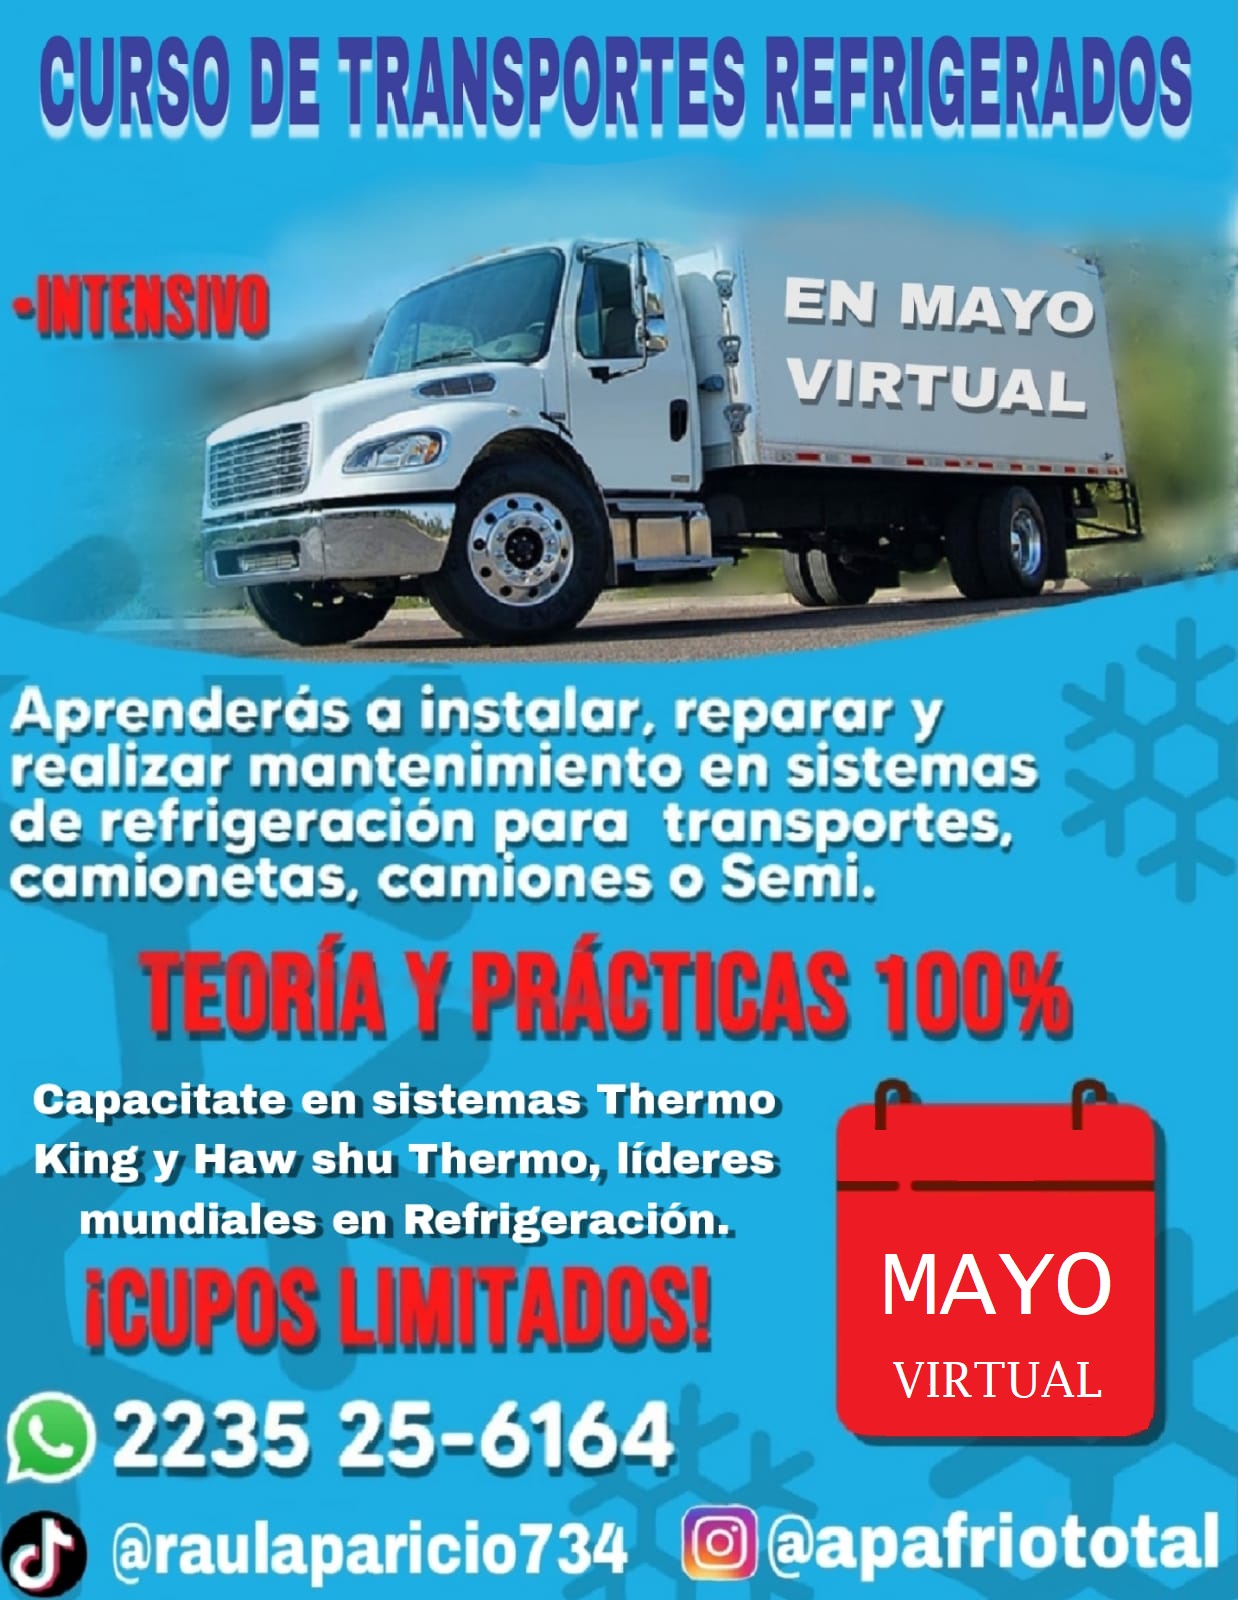 CURSO DE TRANSPORTES REFRIGERADOS
•INTENSIVO
EN MAYO
VIRTUAL
Aprenderás a instalar, reparar y
realizar mantenimiento en sistemas
de refrigeración para transportes,
camionetas, camiones o Semi.
TEORÍA Y PRÁCTICAS 100%
Capacitate en sistemas Thermo
King y Haw shu Thermo, líderes
mundiales en Refrigeración.
¡CUPOS LIMITADOS!
MAYO
VIRTUAL
2235 25-6164
@raulaparicio734
@apafriototal